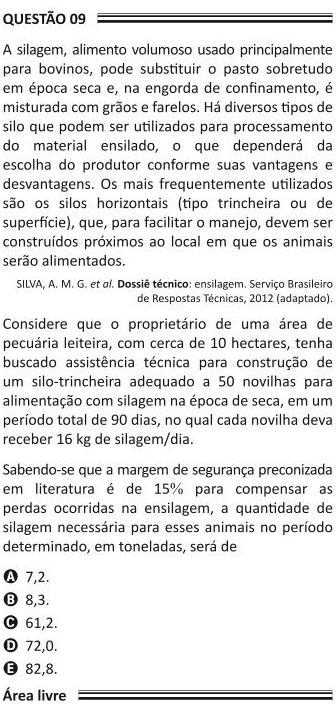 QUESTÃO 09
A silagem, alimento volumoso usado principalmente
para bovinos, pode substituir o pasto sobretudo
em época seca e, na engorda de confinamento, é
misturada com grãos e farelos. Há diversos tipos de
silo que podem ser utilizados para processamento
do material ensilado, o que dependerá da
escolha do produtor conforme suas vantagens e
desvantagens. Os mais frequentemente utilizados
são os silos horizontais (tipo trincheira ou de
superfície), que, para facilitar o manejo, devem ser
construídos próximos ao local em que os animais
serão alimentados.
SILVA, A. M. G. et al. Dossiê técnico: ensilagem. Serviço Brasileiro
de Respostas Técnicas, 2012 (adaptado).
Considere que o proprietário de uma área de
pecuária leiteira, com cerca de 10 hectares, tenha
buscado assistência técnica para construção de
um silo-trincheira adequado a 50 novilhas para
alimentação com silagem na época de seca, em um
período total de 90 dias, no qual cada novilha deva
receber 16 kg de silagem/dia.
Sabendo-se que a margem de segurança preconizada
em literatura é de 15% para compensar as
perdas ocorridas na ensilagem, a quantidade de
silagem necessária para esses animais no período
determinado, em toneladas, será de
A 7,2.
B 8,3.
C 61,2.
D 72,0.
E 82,8.
Área livre